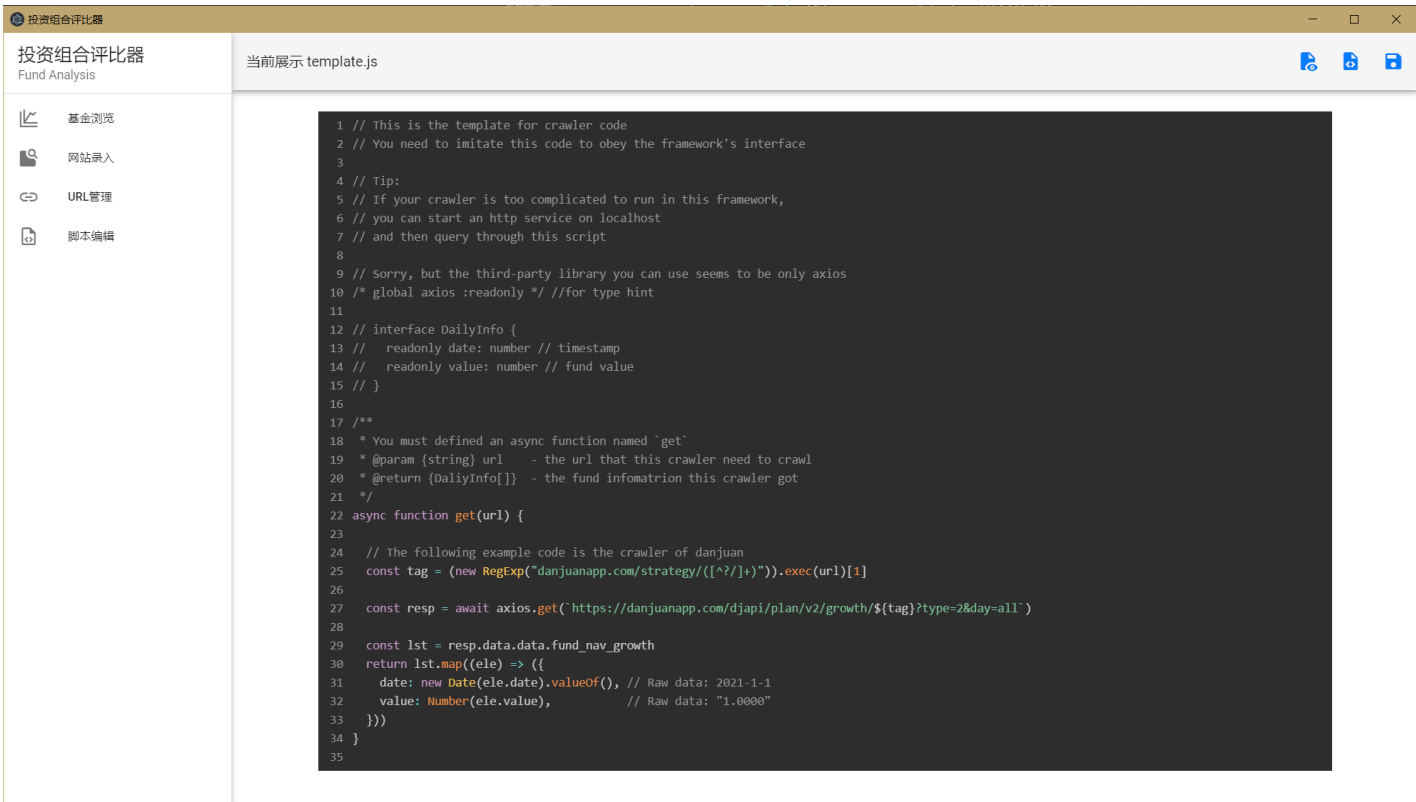 投资组合评比器
投资组合评比器
Fund Analysis
当前展示 template.js
基金浏览
网站录入
URL管理
脚本编辑
1 // This is the template for crawler code
2 // You need to imitate this code to obey the framework's interface
3
4 // Tip:
5 // If your crawler is too complicated to run in this framework,
6 // you can start an http service on localhost
7 // and then query through this script
8
9 // Sorry, but the third-party library you can use seems to be only axios
10 /* global axios :readonly */ //for type hint
11
12 // interface DailyInfo {
13 //   readonly date: number // timestamp
14 //   readonly value: number // fund value
15 // }
16
17 /**
18  * You must defined an async function named `get`
19  * @param {string} url    - the url that this crawler need to crawl
20  * @return {DaliyInfo[]}  - the fund infomatrion this crawler got
21  */
22 async function get(url) {
23
24   // The following example code is the crawler of danjuan
25   const tag = (new RegExp("danjuanapp.com/strategy/([^?/]+)")).exec(url)[1]
26
27   const resp = await axios.get(`https://danjuanapp.com/djapi/plan/v2/growth/${tag}?type=2&day=all`)
28
29   const lst = resp.data.data.fund_nav_growth
30   return lst.map((ele) => ({
31     date: new Date(ele.date).valueOf(), // Raw data: 2021-1-1
32     value: Number(ele.value),           // Raw data: "1.0000"
33   }))
34 }
35